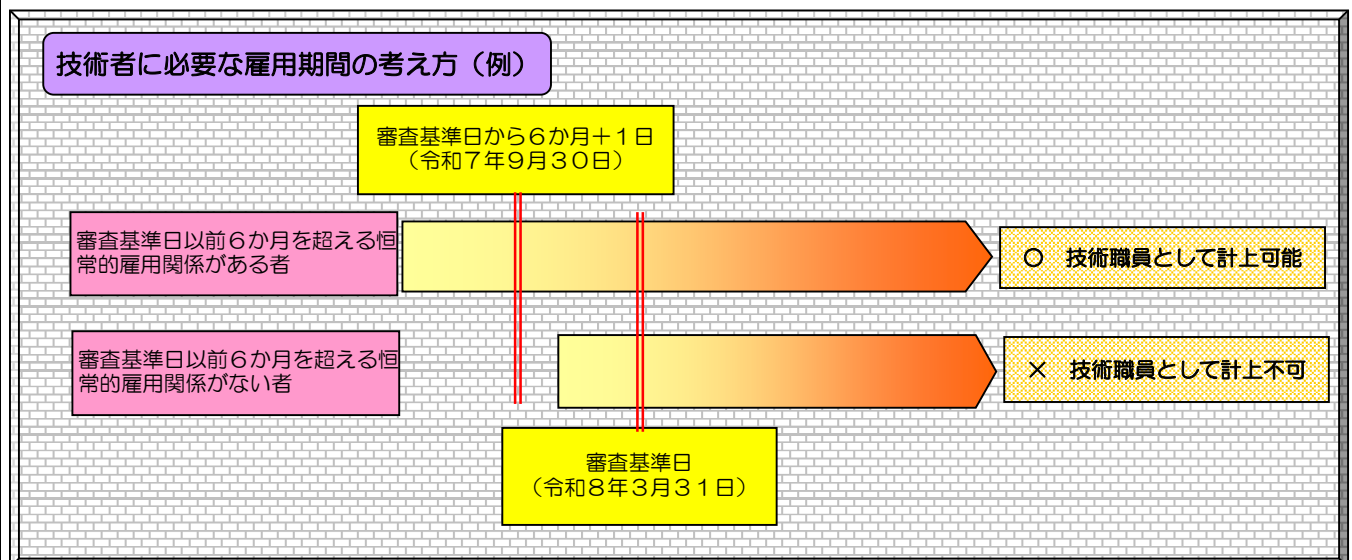 技術者に必要な雇用期間の考え方（例）
審査基準日から６か月＋１日
（令和７年９月３０日）
審査基準日以前６か月を超える恒
常的雇用関係がある者
○　技術職員として計上可能
審査基準日以前６か月を超える恒
常的雇用関係がない者
×　技術職員として計上不可
審査基準日
（令和８年３月３１日）